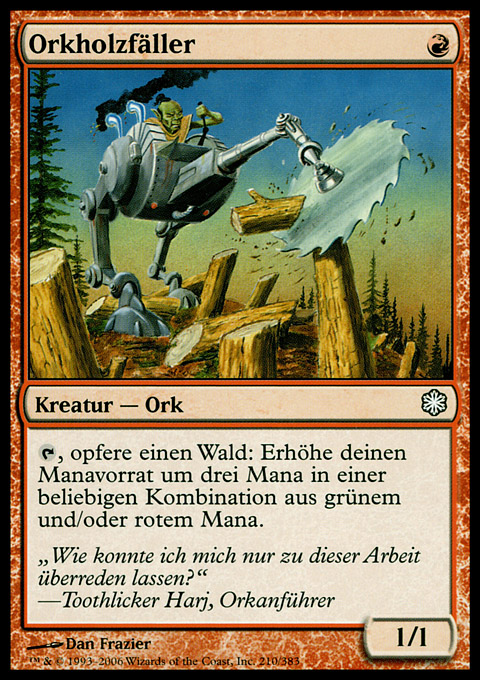 Orkholzfäller
Kreatur — Ork
, opfere einen Wald: Erhöhe deinen
Manavorrat um drei Mana in einer
beliebigen Kombination aus grünem
und/oder rotem Mana.
„Wie konnte ich mich nur zu dieser Arbeit
überreden lassen?“
—Toothlicker Harj, Orkanführer
1/1
Dan Frazier
™ & © 1993–2006 Wizards of the Coast, Inc. 210/383